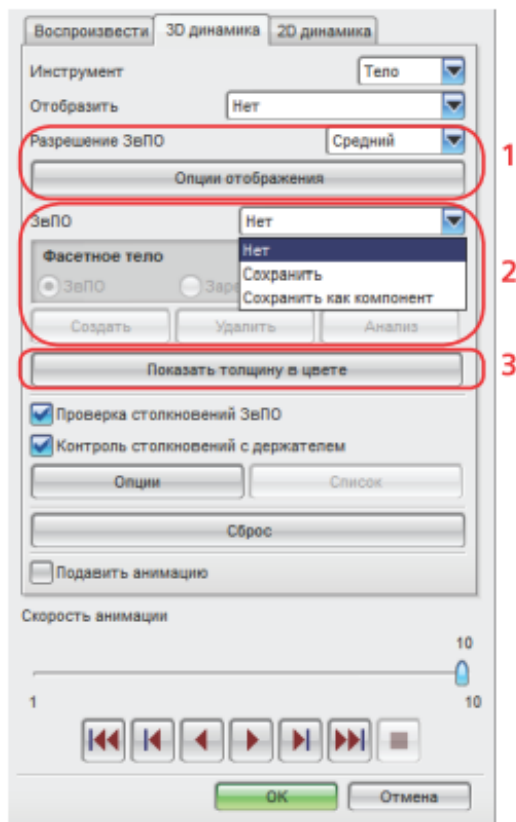 Воспроизвести 3D динамика 2D динамика
Инструмент Тело
Отобразить Нет
Разрешение ЗвПО Средний
1
Опции отображения
ЗвПО Нет
Нет
Фасетное тело
Сохранить
2
ЗвПО
Сохранить как компонент
Создать Удалить Анализ
Показать толщину в цвете
3
Проверка столкновений ЗвПО
Контроль столкновений с держателем
Опции Список
Сброс
Подавить анимацию
Скорость анимации
10
1 10
OK Отмена